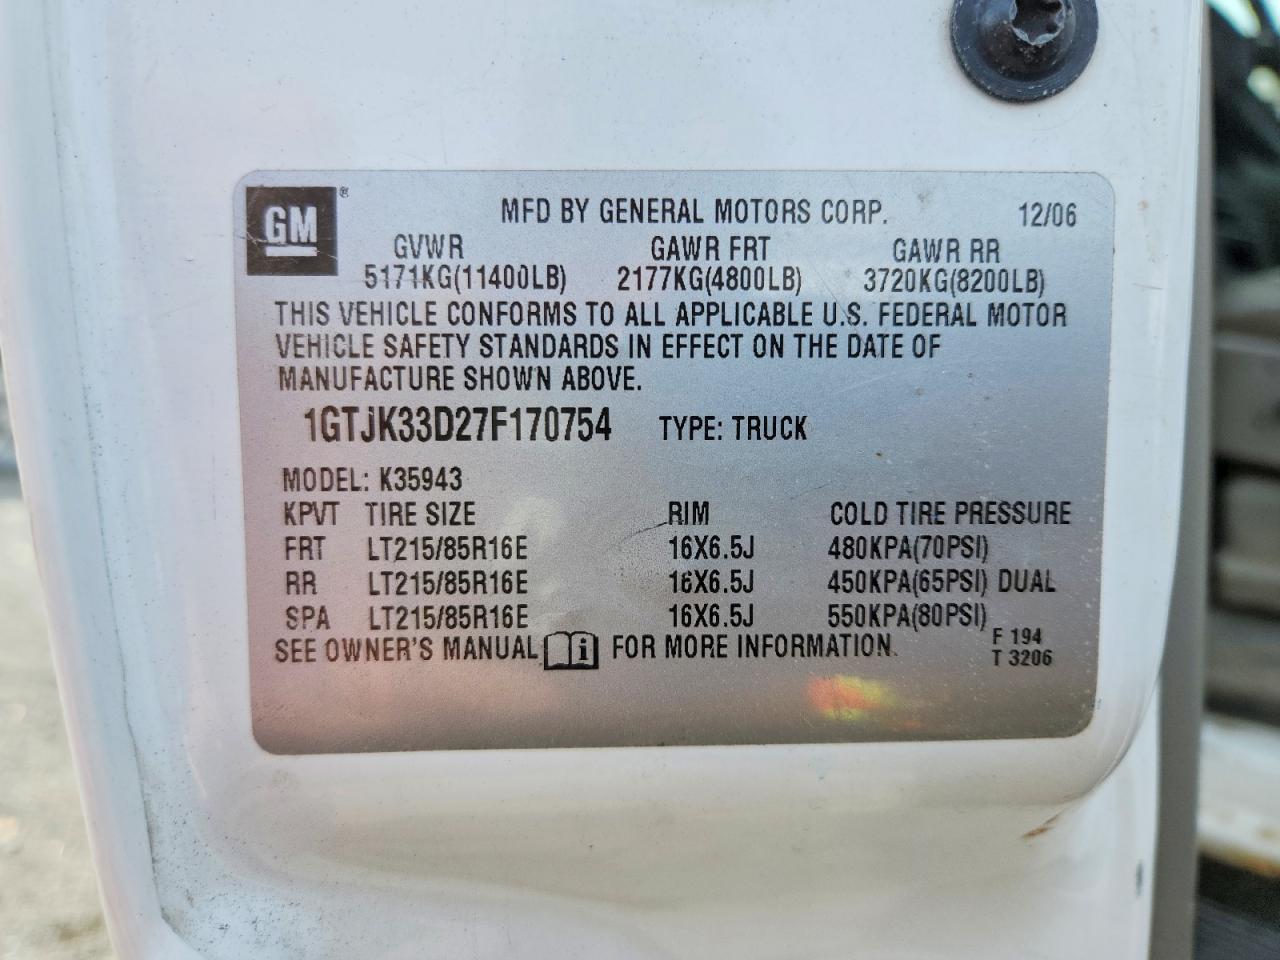 GM ®
MFD BY GENERAL MOTORS CORP. 12/06
GVWR GAWR FRT GAWR RR
5171KG(11400LB) 2177KG(4800LB) 3720KG(8200LB)
THIS VEHICLE CONFORMS TO ALL APPLICABLE U.S. FEDERAL MOTOR
VEHICLE SAFETY STANDARDS IN EFFECT ON THE DATE OF
MANUFACTURE SHOWN ABOVE.
1GTJK33D27F170754 TYPE: TRUCK
MODEL: K35943
KPVT TIRE SIZE RIM COLD TIRE PRESSURE
FRT LT215/85R16E 16X6.5J 480KPA(70PSI)
RR LT215/85R16E 16X6.5J 450KPA(65PSI) DUAL
SPA LT215/85R16E 16X6.5J 550KPA(80PSI)
SEE OWNER'S MANUAL i FOR MORE INFORMATION.
F 194
T 3206